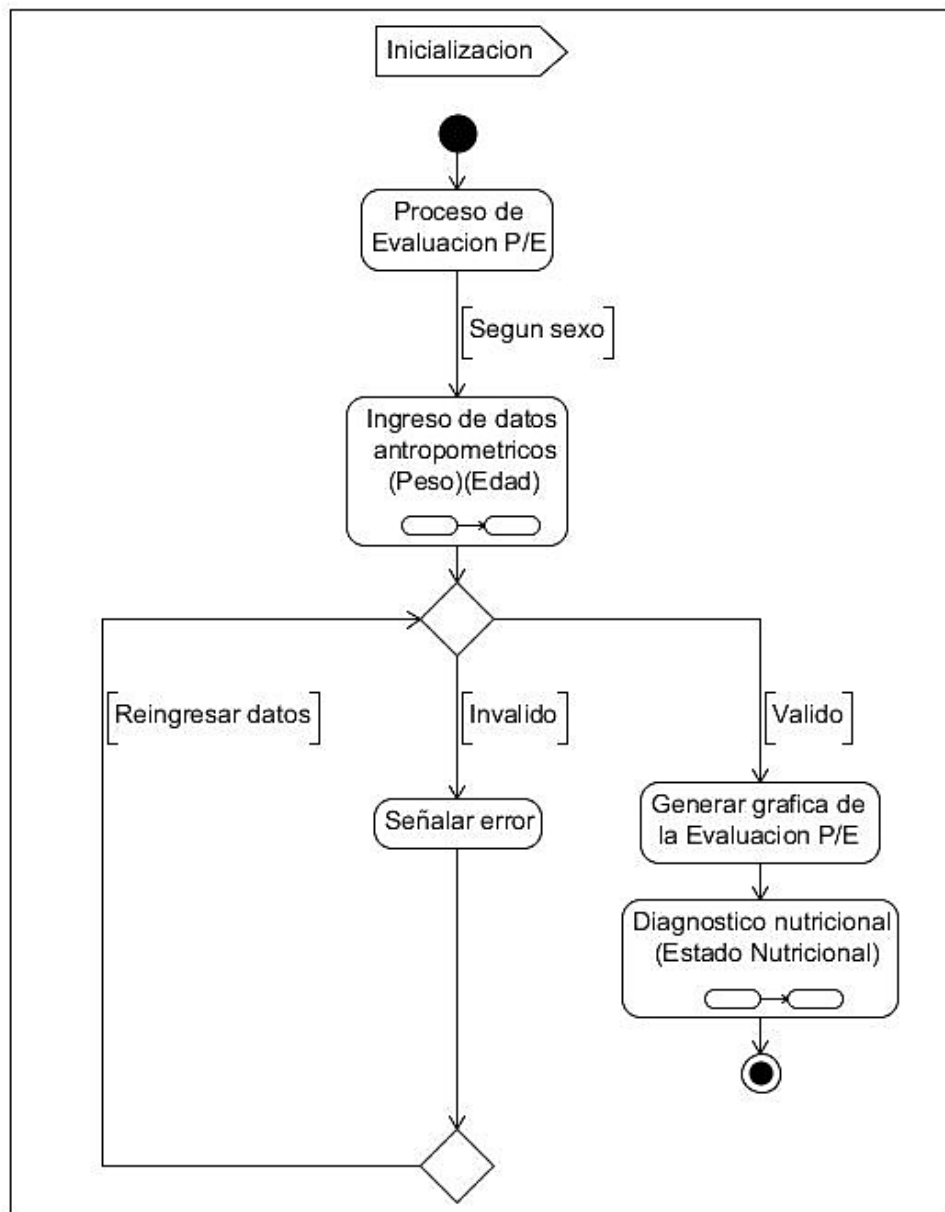 Inicializacion
Proceso de
Evaluacion P/E
Segun sexo
Ingreso de datos
antropometricos
(Peso)(Edad)
Reingresar datos
Invalido
Valido
Señalar error
Generar grafica de
la Evaluacion P/E
Diagnostico nutricional
(Estado Nutricional)